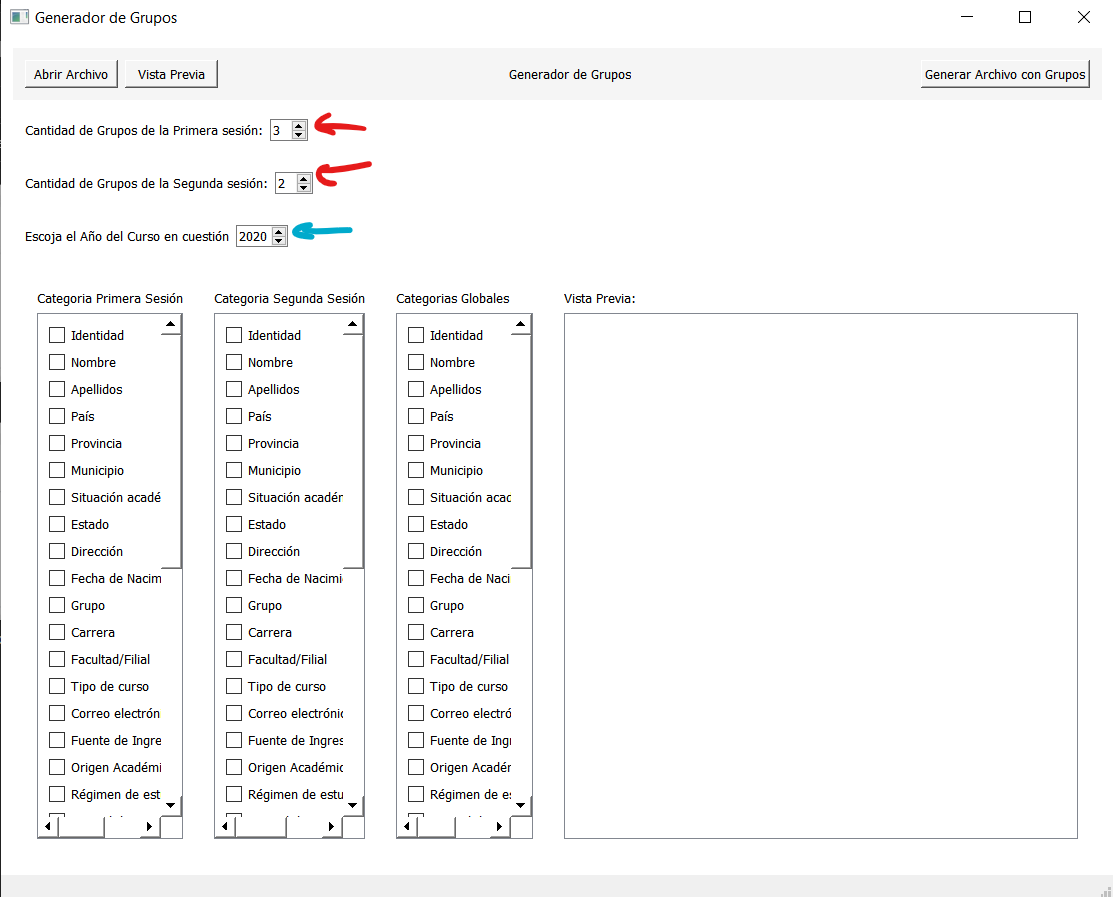 Generador de Grupos
Abrir Archivo Vista Previa Generador de Grupos Generar Archivo con Grupos
Cantidad de Grupos de la Primera sesión: 3
Cantidad de Grupos de la Segunda sesión: 2
Escoja el Año del Curso en cuestión 2020
Categoria Primera Sesión Categoria Segunda Sesión Categorias Globales Vista Previa:
Identidad Identidad Identidad
Nombre Nombre Nombre
Apellidos Apellidos Apellidos
País País País
Provincia Provincia Provincia
Municipio Municipio Municipio
Situación acadé Situación acadén Situación acad
Estado Estado Estado
Dirección Dirección Dirección
Fecha de Nacim Fecha de Nacimi Fecha de Naci
Grupo Grupo Grupo
Carrera Carrera Carrera
Facultad/Filial Facultad/Filial Facultad/Filial
Tipo de curso Tipo de curso Tipo de curso
Correo electrón Correo electrónic Correo electró
Fuente de Ingre Fuente de Ingres Fuente de Ingr
Origen Académi Origen Académic Origen Acadér
Régimen de est Régimen de estu Régimen de es